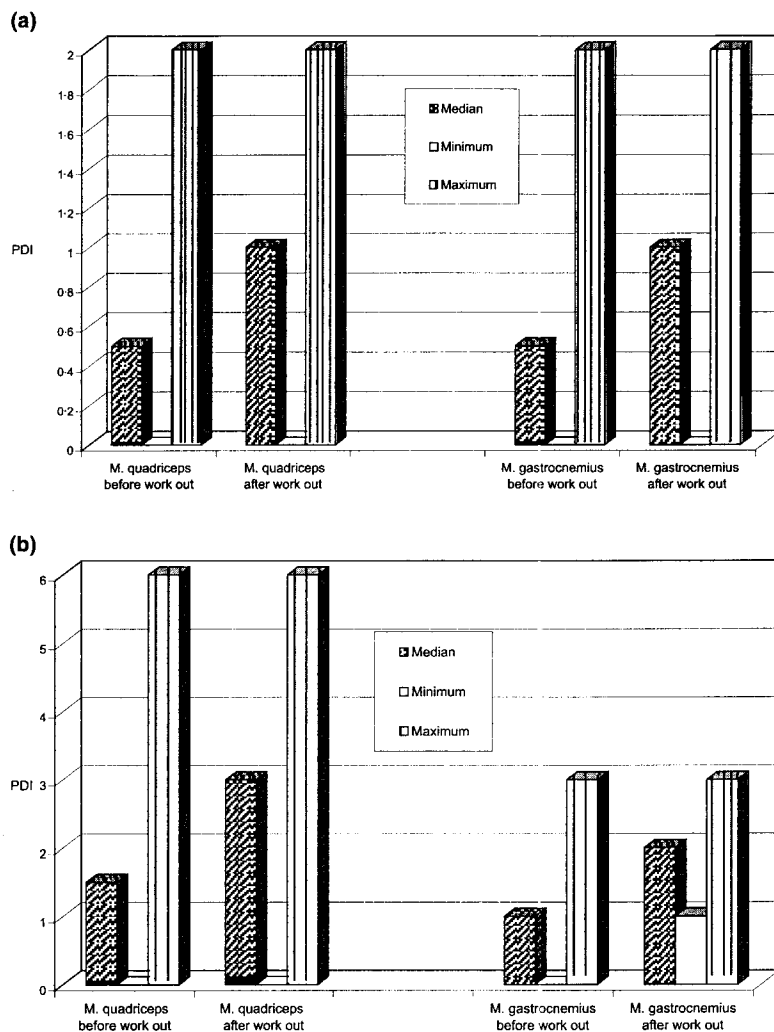 (a)
2
1·8
1·6
1·4
1·2
PDI
1
0·8
0·6
0·4
0·2
0
Median
Minimum
Maximum
M. quadriceps before work out
M. quadriceps after work out
M. gastrocnemius before work out
M. gastrocnemius after work out
(b)
6
5
4
PDI 3
2
1
0
Median
Minimum
Maximum
M. quadriceps before work out
M. quadriceps after work out
M. gastrocnemius before work out
M. gastrocnemius after work out